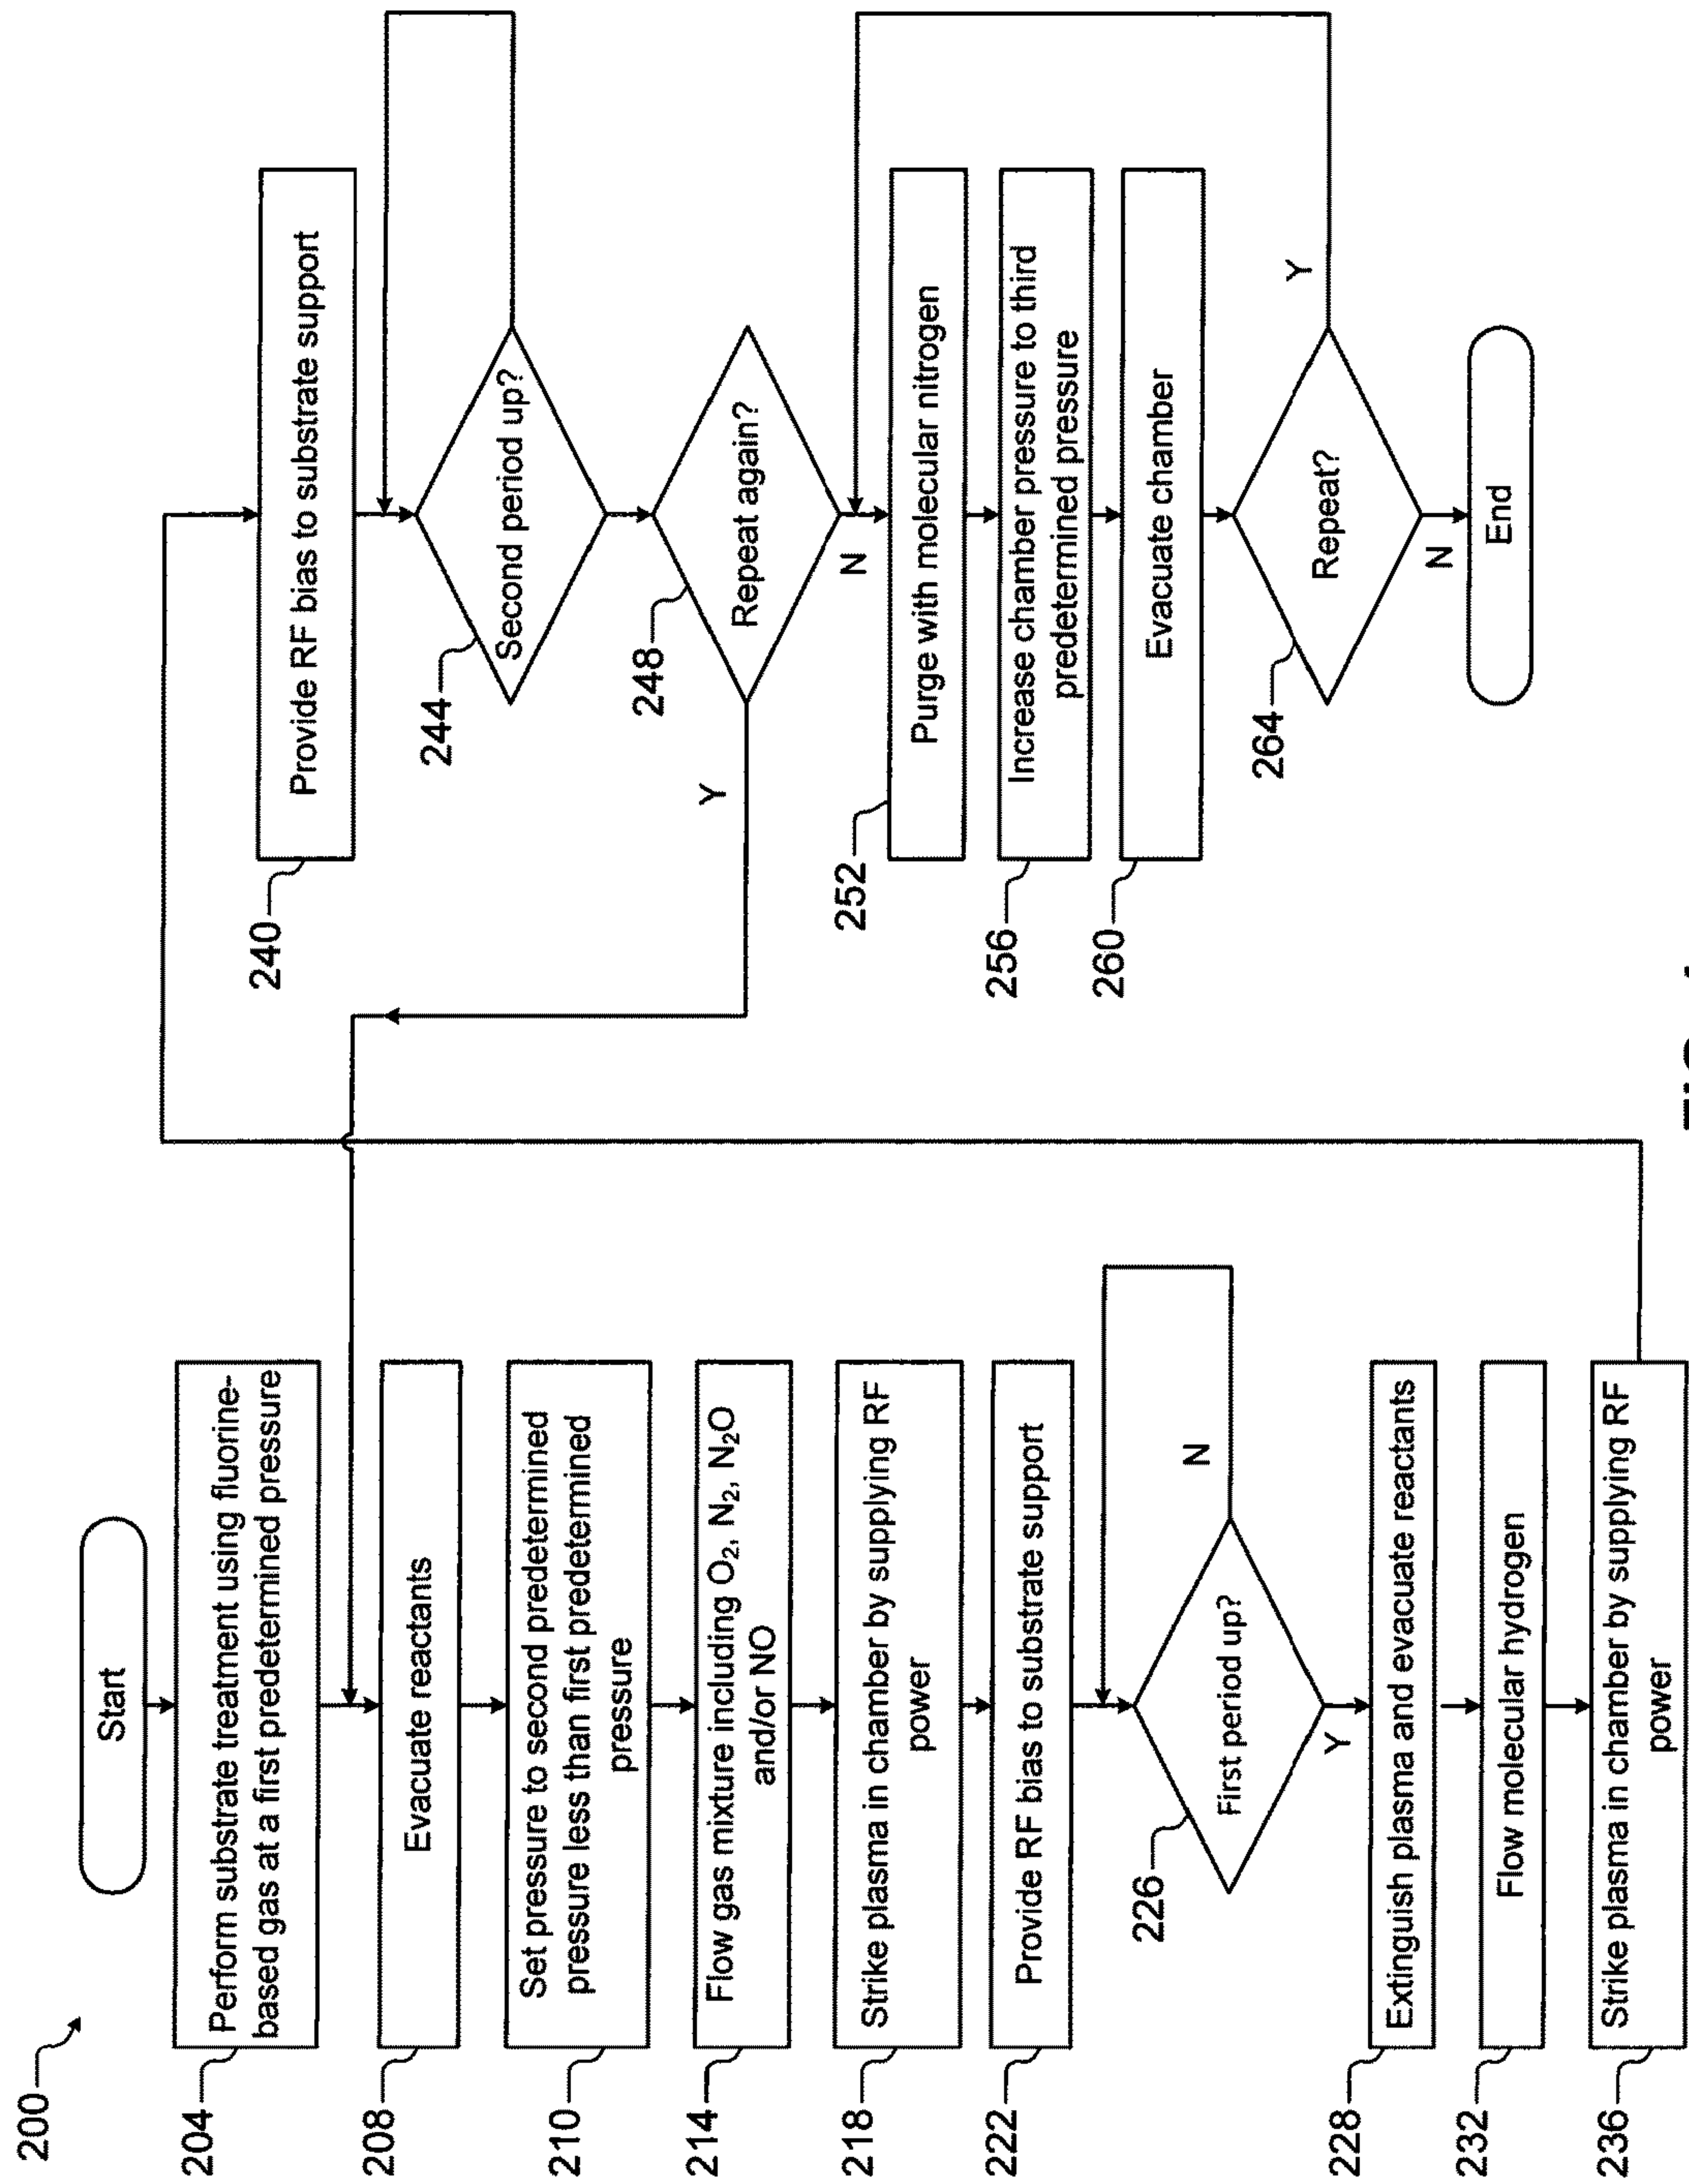 200
Start
204
Perform substrate treatment using fluorine-
based gas at a first predetermined pressure
208
Evacuate reactants
210
Set pressure to second predetermined
pressure less than first predetermined
pressure
214
Flow gas mixture including O₂, N₂, N₂O
and/or NO
218
Strike plasma in chamber by supplying RF
power
222
Provide RF bias to substrate support
226
First period up?
N
Y
228
Extinguish plasma and evacuate reactants
232
Flow molecular hydrogen
236
Strike plasma in chamber by supplying RF
power
240
Provide RF bias to substrate support
244
Second period up?
248
Repeat again?
Y
N
252
Purge with molecular nitrogen
256
Increase chamber pressure to third
predetermined pressure
260
Evacuate chamber
264
Repeat?
Y
N
End